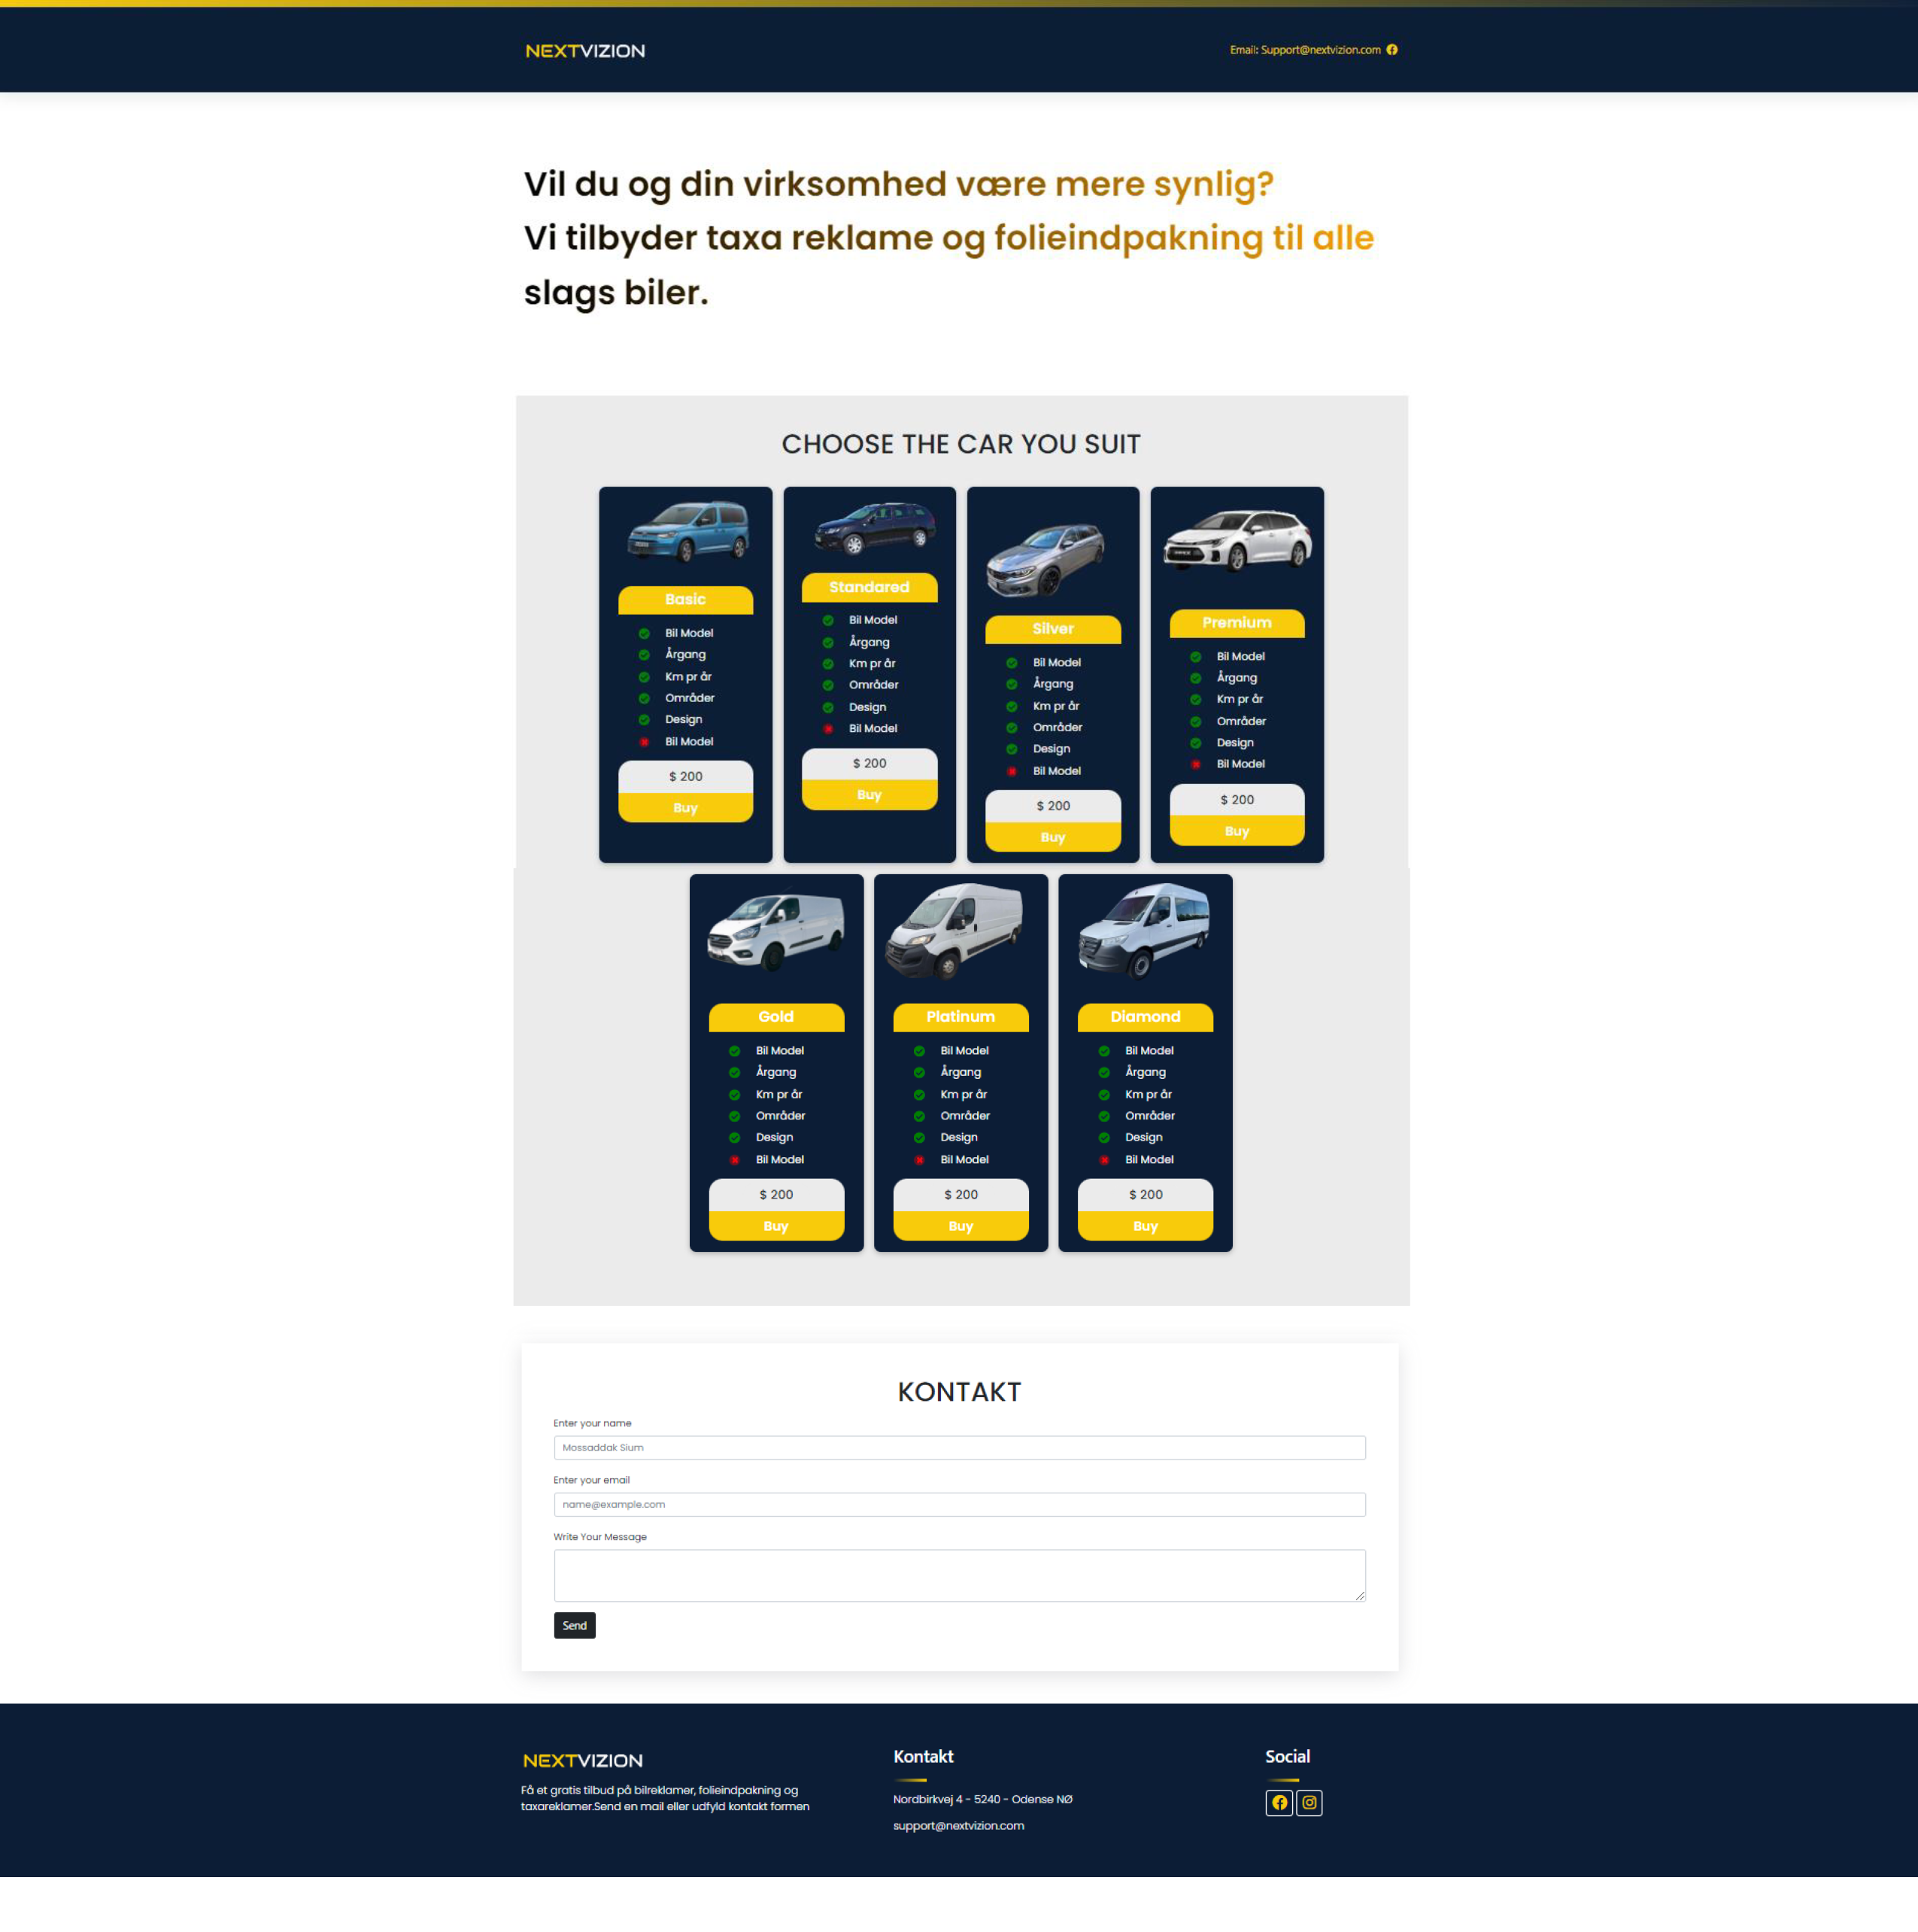 NEXTVIZION
Email: Support@nextvizion.com
Vil du og din virksomhed være mere synlig?
Vi tilbyder taxa reklame og folieindpakning til alle
slags biler.
CHOOSE THE CAR YOU SUIT
Basic
Bil Model
Årgang
Km pr år
Områder
Design
Bil Model
$ 200
Buy
Standared
Bil Model
Årgang
Km pr år
Områder
Design
Bil Model
$ 200
Buy
Silver
Bil Model
Årgang
Km pr år
Områder
Design
Bil Model
$ 200
Buy
Premium
Bil Model
Årgang
Km pr år
Områder
Design
Bil Model
$ 200
Buy
Gold
Bil Model
Årgang
Km pr år
Områder
Design
Bil Model
$ 200
Buy
Platinum
Bil Model
Årgang
Km pr år
Områder
Design
Bil Model
$ 200
Buy
Diamond
Bil Model
Årgang
Km pr år
Områder
Design
Bil Model
$ 200
Buy
KONTAKT
Enter your name
Mossaddak Sium
Enter your email
name@example.com
Write Your Message
Send
NEXTVIZION
Få et gratis tilbud på bilreklamer, folieindpakning og
taxareklamer.Send en mail eller udfyld kontakt formen
Kontakt
Nordbirkvej 4 - 5240 - Odense NØ
support@nextvizion.com
Social